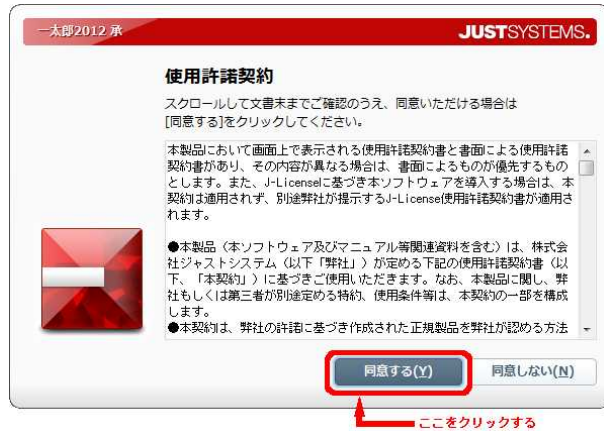 一太郎2012 承
JUSTSYSTEMS.
使用許諾契約
スクロールして文書末までご確認のうえ、同意いただける場合は
[同意する]をクリックしてください。
本製品において画面上で表示される使用許諾契約書と書面による使用許諾
契約書があり、その内容が異なる場合は、書面によるものが優先するもの
とします。また、J-Licenseに基づき本ソフトウェアを導入する場合は、本
契約は適用されず、別途弊社が提示するJ-License使用許諾契約書が適用さ
れます。
●本製品（本ソフトウェア及びマニュアル等関連資料を含む）は、株式会
社ジャストシステム（以下「弊社」）が定める下記の使用許諾契約書（以
下、「本契約」）に基づきご使用いただきます。なお、本製品に関し、弊
社もしくは第三者が別途定める特約、使用条件等は、本契約の一部を構成
します。
●本契約は、弊社の許諾に基づき作成された正規製品を弊社が認める方法
同意する(Y)
同意しない(N)
ここをクリックする